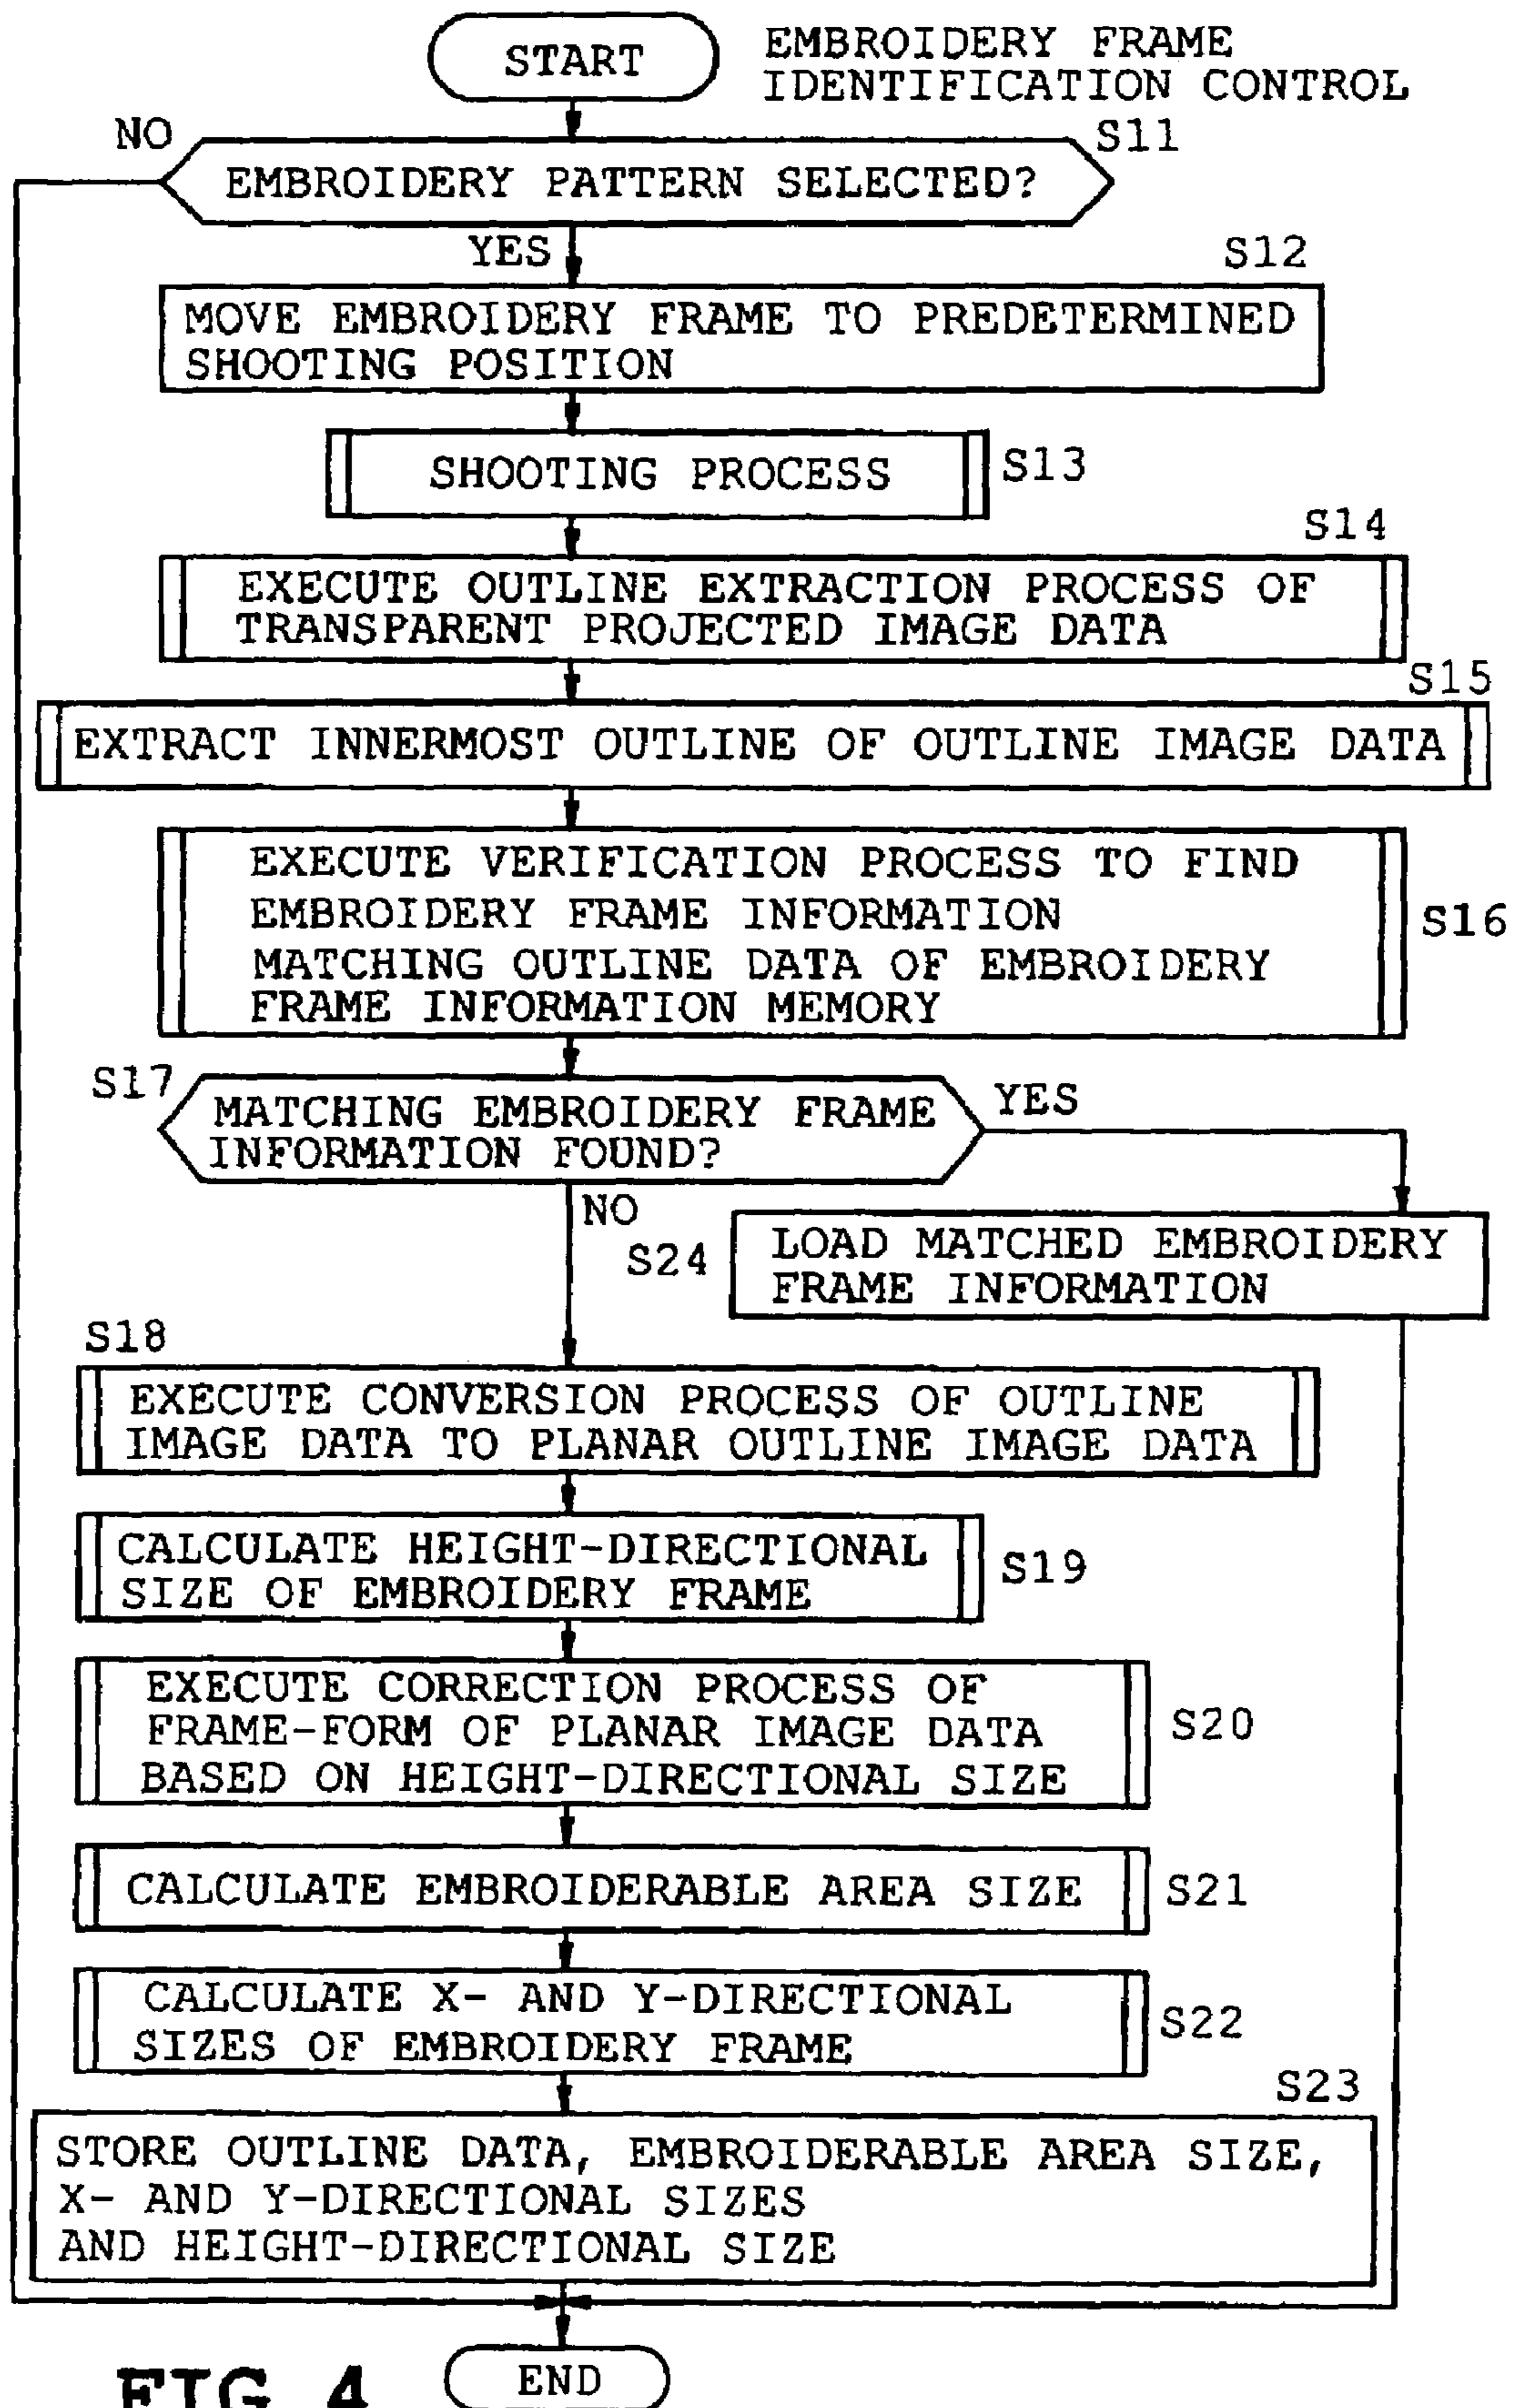 START
EMBROIDERY FRAME
IDENTIFICATION CONTROL
NO
S11
EMBROIDERY PATTERN SELECTED?
YES
S12
MOVE EMBROIDERY FRAME TO PREDETERMINED
SHOOTING POSITION
SHOOTING PROCESS
S13
S14
EXECUTE OUTLINE EXTRACTION PROCESS OF
TRANSPARENT PROJECTED IMAGE DATA
S15
EXTRACT INNERMOST OUTLINE OF OUTLINE IMAGE DATA
EXECUTE VERIFICATION PROCESS TO FIND
EMBROIDERY FRAME INFORMATION
MATCHING OUTLINE DATA OF EMBROIDERY
FRAME INFORMATION MEMORY
S16
S17
MATCHING EMBROIDERY FRAME
INFORMATION FOUND?
YES
NO
S24
LOAD MATCHED EMBROIDERY
FRAME INFORMATION
S18
EXECUTE CONVERSION PROCESS OF OUTLINE
IMAGE DATA TO PLANAR OUTLINE IMAGE DATA
CALCULATE HEIGHT-DIRECTIONAL
SIZE OF EMBROIDERY FRAME
S19
EXECUTE CORRECTION PROCESS OF
FRAME-FORM OF PLANAR IMAGE DATA
BASED ON HEIGHT-DIRECTIONAL SIZE
S20
CALCULATE EMBROIDERABLE AREA SIZE
S21
CALCULATE X- AND Y-DIRECTIONAL
SIZES OF EMBROIDERY FRAME
S22
S23
STORE OUTLINE DATA, EMBROIDERABLE AREA SIZE,
X- AND Y-DIRECTIONAL SIZES
AND HEIGHT-DIRECTIONAL SIZE
END
FIG. 4